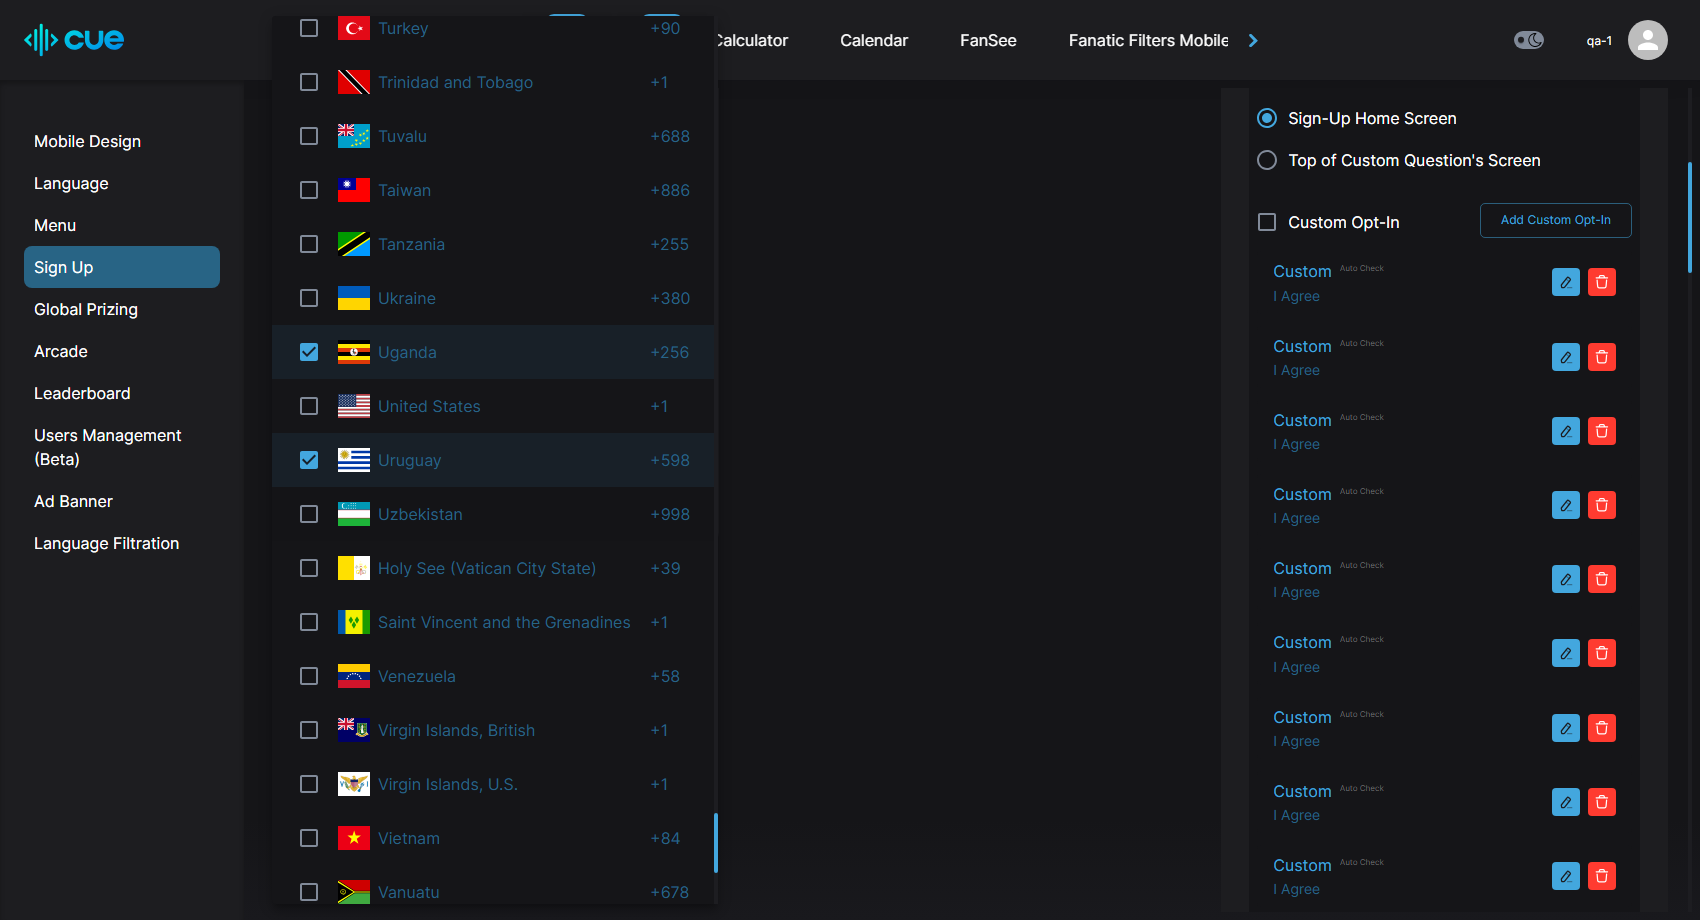 cue
Calculator
Calendar
FanSee
Fanatic Filters Mobile
qa-1
Mobile Design
Language
Menu
Sign Up
Global Prizing
Arcade
Leaderboard
Users Management
(Beta)
Ad Banner
Language Filtration
Turkey +90
Trinidad and Tobago +1
Tuvalu +688
Taiwan +886
Tanzania +255
Ukraine +380
Uganda +256
United States +1
Uruguay +598
Uzbekistan +998
Holy See (Vatican City State) +39
Saint Vincent and the Grenadines +1
Venezuela +58
Virgin Islands, British +1
Virgin Islands, U.S. +1
Vietnam +84
Vanuatu +678
Sign-Up Home Screen
Top of Custom Question's Screen
Custom Opt-In
Add Custom Opt-In
Custom Auto Check
I Agree
Custom Auto Check
I Agree
Custom Auto Check
I Agree
Custom Auto Check
I Agree
Custom Auto Check
I Agree
Custom Auto Check
I Agree
Custom Auto Check
I Agree
Custom Auto Check
I Agree
Custom Auto Check
I Agree